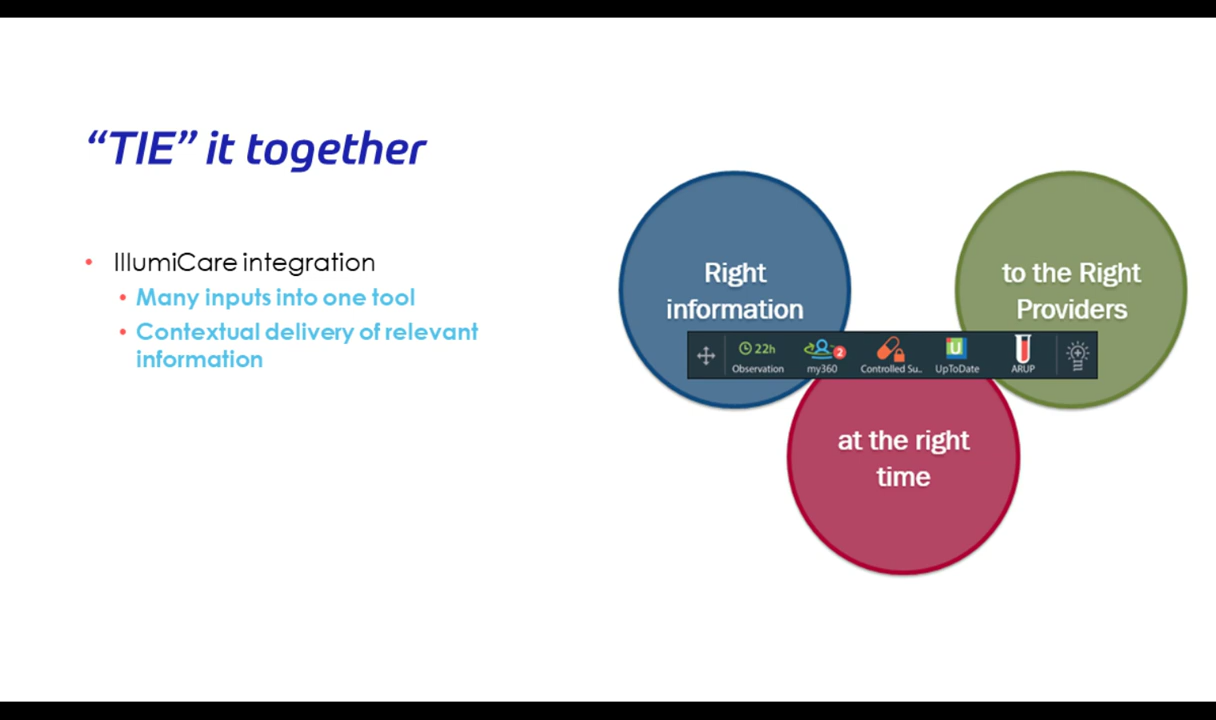 “TIE” it together
• IllumiCare integration
• Many inputs into one tool
• Contextual delivery of relevant
information
Right
information
to the Right
Providers
22h
Observation
2
my360
Controlled Su..
U
UpToDate
ARUP
at the right
time